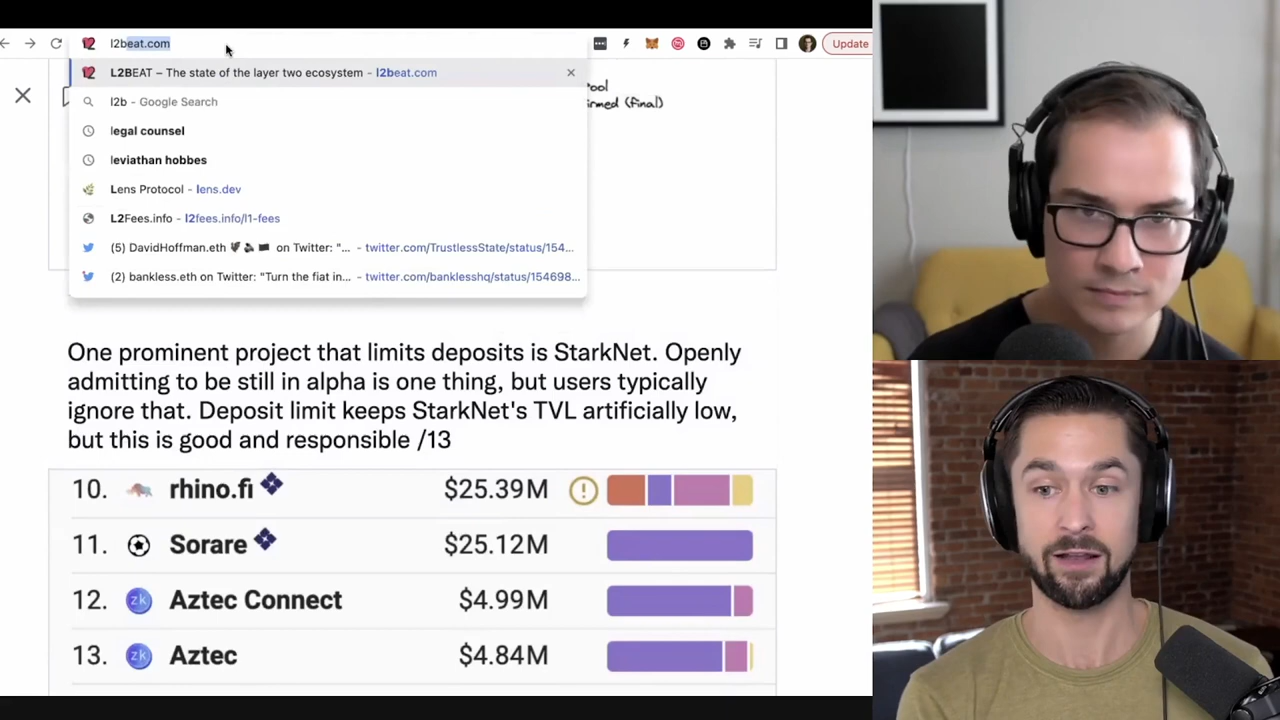 l2beat.com
Update
L2BEAT – The state of the layer two ecosystem - l2beat.com
l2b - Google Search
legal counsel
leviathan hobbes
Lens Protocol - lens.dev
L2Fees.info - l2fees.info/l1-fees
(5) DavidHoffman.eth on Twitter: "... - twitter.com/TrustlessState/status/154...
(2) bankless.eth on Twitter: "Turn the fiat in... - twitter.com/banklesshq/status/154698...
ool
irmed (final)
One prominent project that limits deposits is StarkNet. Openly
admitting to be still in alpha is one thing, but users typically
ignore that. Deposit limit keeps StarkNet's TVL artificially low,
but this is good and responsible /13
10. rhino.fi $25.39M
11. Sorare $25.12M
12. zk Aztec Connect $4.99M
13. zk Aztec $4.84M